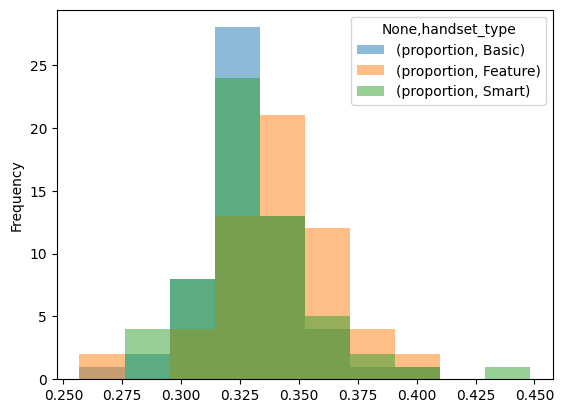 None,handset_type
(proportion, Basic)
(proportion, Feature)
(proportion, Smart)
Frequency
25
20
15
10
5
0
0.250 0.275 0.300 0.325 0.350 0.375 0.400 0.425 0.450